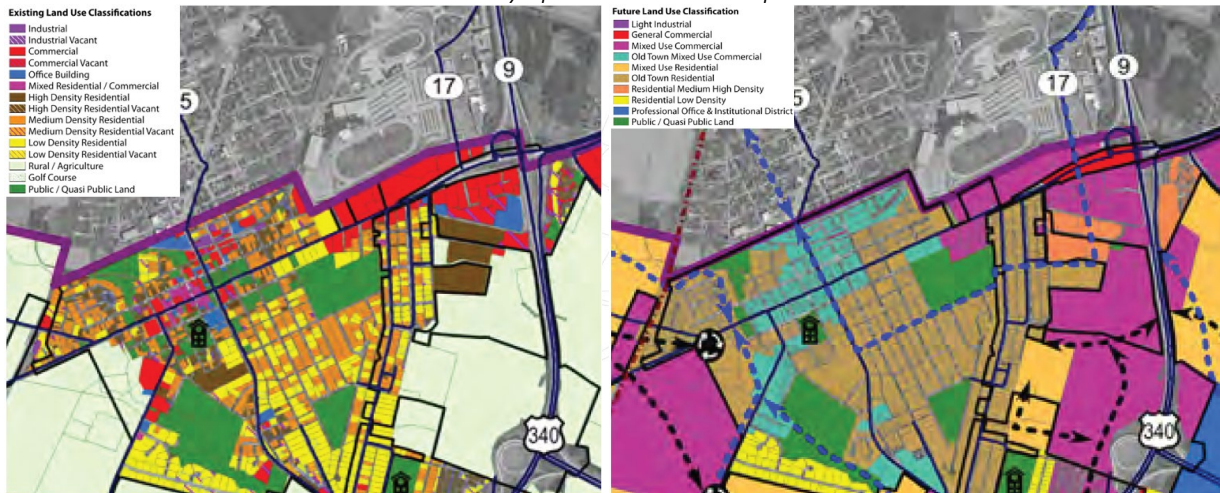 Existing Land Use Classifications
Industrial
Industrial Vacant
Commercial
Commercial Vacant
Office Building
Mixed Residential / Commercial
High Density Residential
High Density Residential Vacant
Medium Density Residential
Medium Density Residential Vacant
Low Density Residential
Low Density Residential Vacant
Rural / Agriculture
Golf Course
Public / Quasi Public Land
5
17
9
340
Future Land Use Classification
Light Industrial
General Commercial
Mixed Use Commercial
Old Town Mixed Use Commercial
Mixed Use Residential
Old Town Residential
Residential Medium High Density
Residential Low Density
Professional Office & Institutional District
Public / Quasi Public Land
5
17
9
340